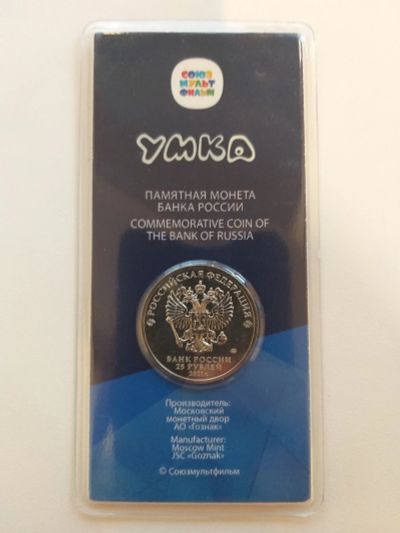 СОЮЗ
МУЛЬТ
ФИЛЬМ
УМКА
ПАМЯТНАЯ МОНЕТА
БАНКА РОССИИ
COMMEMORATIVE COIN OF
THE BANK OF RUSSIA
РОССИЙСКАЯ ФЕДЕРАЦИЯ
БАНК РОССИИ
25 РУБЛЕЙ
2021 г.
Производитель:
Московский
монетный двор
АО «Гознак»
Manufacturer:
Moscow Mint
JSC «Goznak»
© Союзмультфильм